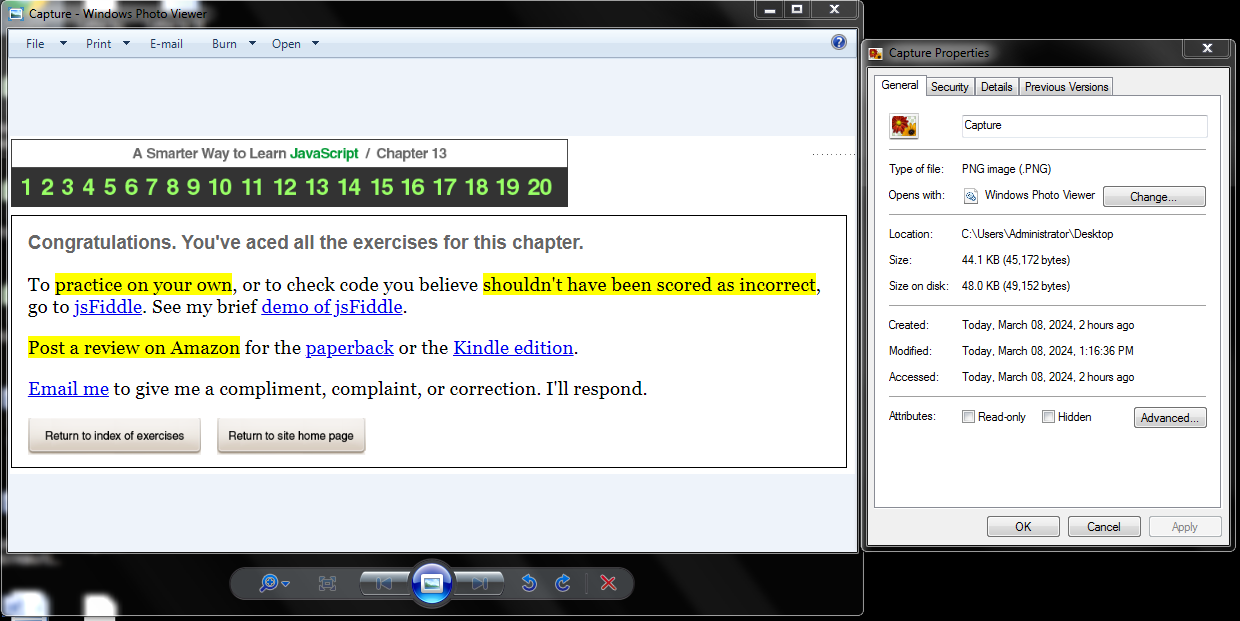 Capture - Windows Photo Viewer
File Print E-mail Burn Open
A Smarter Way to Learn JavaScript / Chapter 13
1 2 3 4 5 6 7 8 9 10 11 12 13 14 15 16 17 18 19 20
Congratulations. You've aced all the exercises for this chapter.
To practice on your own, or to check code you believe shouldn't have been scored as incorrect,
go to jsFiddle. See my brief demo of jsFiddle.
Post a review on Amazon for the paperback or the Kindle edition.
Email me to give me a compliment, complaint, or correction. I'll respond.
Return to index of exercises Return to site home page
Capture Properties
General Security Details Previous Versions
Capture
Type of file: PNG image (.PNG)
Opens with: Windows Photo Viewer Change...
Location: C:\Users\Administrator\Desktop
Size: 44.1 KB (45,172 bytes)
Size on disk: 48.0 KB (49,152 bytes)
Created: Today, March 08, 2024, 2 hours ago
Modified: Today, March 08, 2024, 1:16:36 PM
Accessed: Today, March 08, 2024, 2 hours ago
Attributes: Read-only Hidden Advanced...
OK Cancel Apply